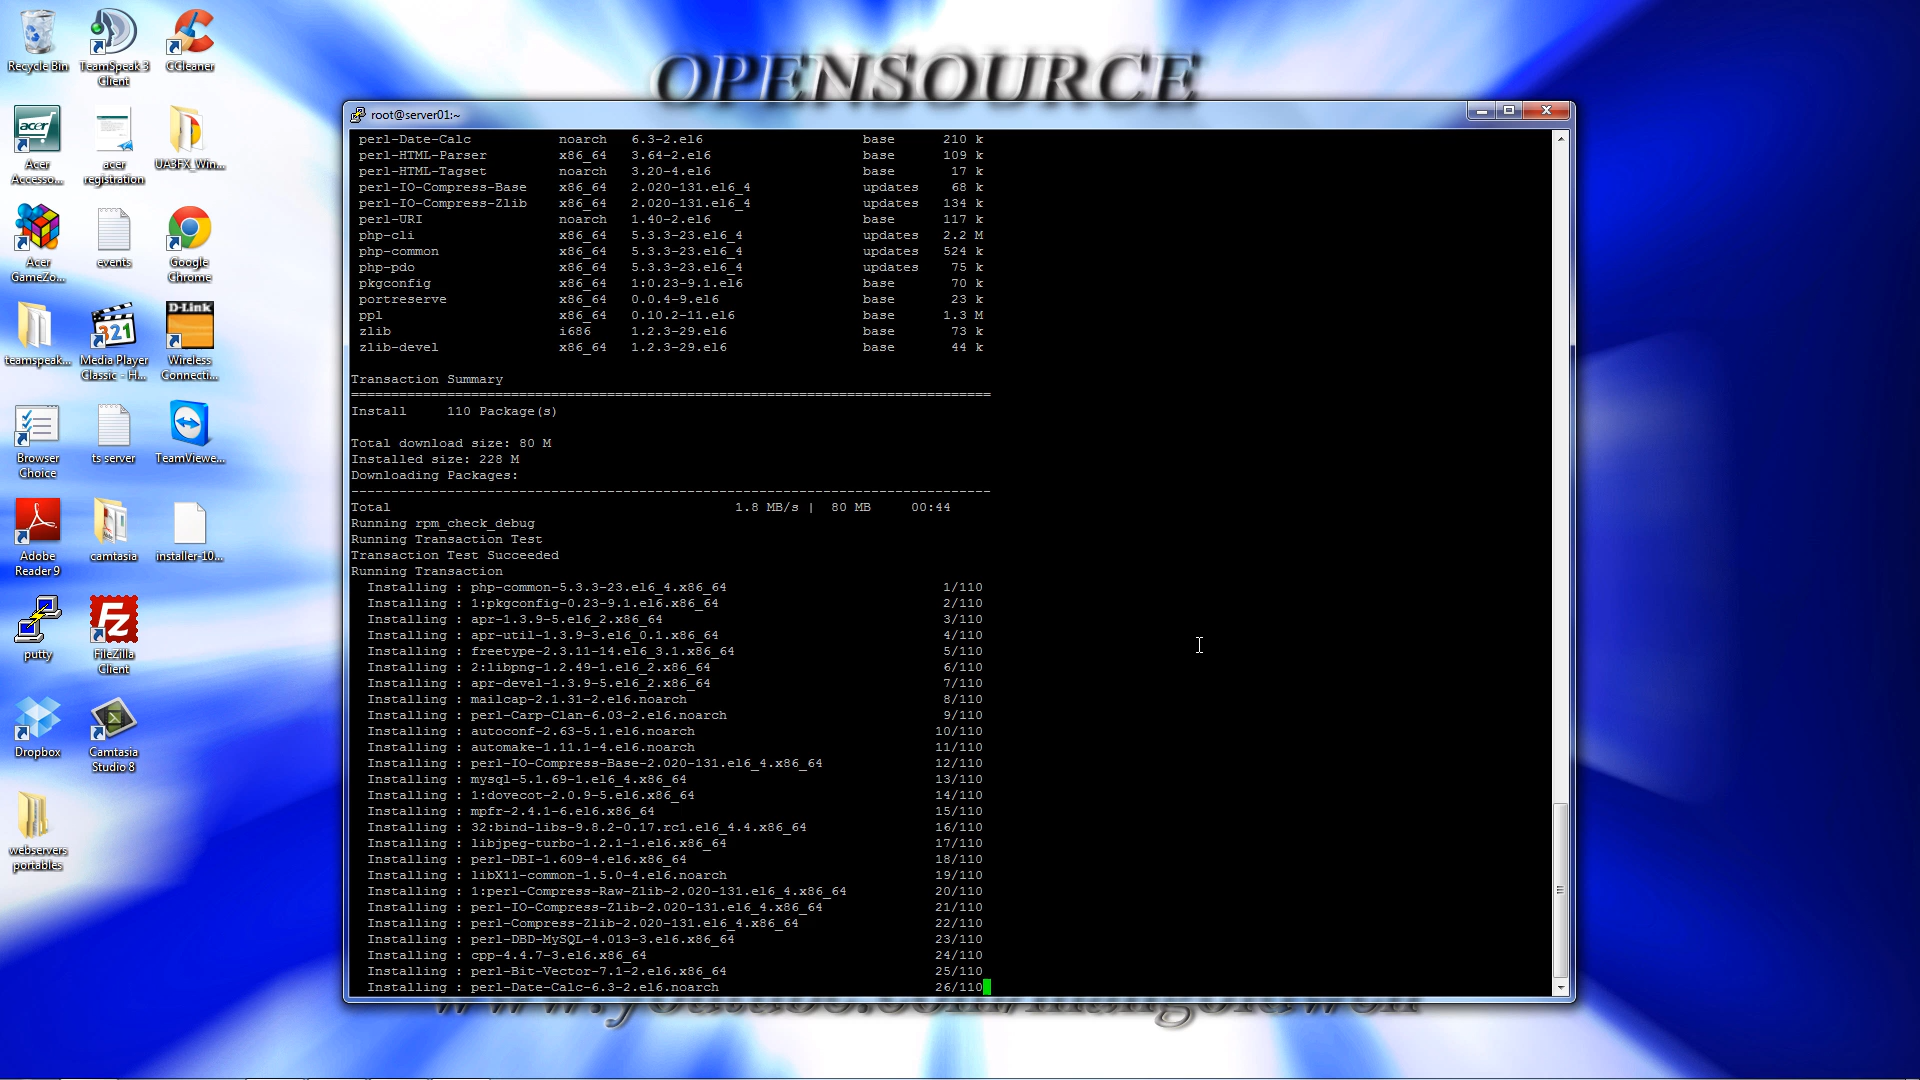 OPENSOURCE
Recycle Bin
TeamSpeak 3
Client
CCleaner
acer
Acer
Accesso...
acer
registration
UA3FX_Win...
Acer
GameZo...
events
Google
Chrome
teamspeak...
321
Media Player
Classic - H...
D-Link
Wireless
Connecti...
Browser
Choice
ts server
TeamViewe...
Adobe
Reader 9
camtasia
installer-10...
putty
FZ
FileZilla
Client
Dropbox
Camtasia
Studio 8
webservers
portables
root@server01:~
perl-Date-Calc noarch 6.3-2.el6 base 210 k
perl-HTML-Parser x86_64 3.64-2.el6 base 109 k
perl-HTML-Tagset noarch 3.20-4.el6 base 17 k
perl-IO-Compress-Base x86_64 2.020-131.el6_4 updates 68 k
perl-IO-Compress-Zlib x86_64 2.020-131.el6_4 updates 134 k
perl-URI noarch 1.40-2.el6 base 117 k
php-cli x86_64 5.3.3-23.el6_4 updates 2.2 M
php-common x86_64 5.3.3-23.el6_4 updates 524 k
php-pdo x86_64 5.3.3-23.el6_4 updates 75 k
pkgconfig x86_64 1:0.23-9.1.el6 base 70 k
portreserve x86_64 0.0.4-9.el6 base 23 k
ppl x86_64 0.10.2-11.el6 base 1.3 M
zlib i686 1.2.3-29.el6 base 73 k
zlib-devel x86_64 1.2.3-29.el6 base 44 k
Transaction Summary
================================================================================
Install 110 Package(s)
Total download size: 80 M
Installed size: 228 M
Downloading Packages:
--------------------------------------------------------------------------------
Total 1.8 MB/s | 80 MB 00:44
Running rpm_check_debug
Running Transaction Test
Transaction Test Succeeded
Running Transaction
Installing : php-common-5.3.3-23.el6_4.x86_64 1/110
Installing : 1:pkgconfig-0.23-9.1.el6.x86_64 2/110
Installing : apr-1.3.9-5.el6_2.x86_64 3/110
Installing : apr-util-1.3.9-3.el6_0.1.x86_64 4/110
Installing : freetype-2.3.11-14.el6_3.1.x86_64 5/110
Installing : 2:libpng-1.2.49-1.el6_2.x86_64 6/110
Installing : apr-devel-1.3.9-5.el6_2.x86_64 7/110
Installing : mailcap-2.1.31-2.el6.noarch 8/110
Installing : perl-Carp-Clan-6.03-2.el6.noarch 9/110
Installing : autoconf-2.63-5.1.el6.noarch 10/110
Installing : automake-1.11.1-4.el6.noarch 11/110
Installing : perl-IO-Compress-Base-2.020-131.el6_4.x86_64 12/110
Installing : mysql-5.1.69-1.el6_4.x86_64 13/110
Installing : 1:dovecot-2.0.9-5.el6.x86_64 14/110
Installing : mpfr-2.4.1-6.el6.x86_64 15/110
Installing : 32:bind-libs-9.8.2-0.17.rc1.el6_4.4.x86_64 16/110
Installing : libjpeg-turbo-1.2.1-1.el6.x86_64 17/110
Installing : perl-DBI-1.609-4.el6.x86_64 18/110
Installing : libX11-common-1.5.0-4.el6.noarch 19/110
Installing : 1:perl-Compress-Raw-Zlib-2.020-131.el6_4.x86_64 20/110
Installing : perl-IO-Compress-Zlib-2.020-131.el6_4.x86_64 21/110
Installing : perl-Compress-Zlib-2.020-131.el6_4.x86_64 22/110
Installing : perl-DBD-MySQL-4.013-3.el6.x86_64 23/110
Installing : cpp-4.4.7-3.el6.x86_64 24/110
Installing : perl-Bit-Vector-7.1-2.el6.x86_64 25/110
Installing : perl-Date-Calc-6.3-2.el6.noarch 26/110